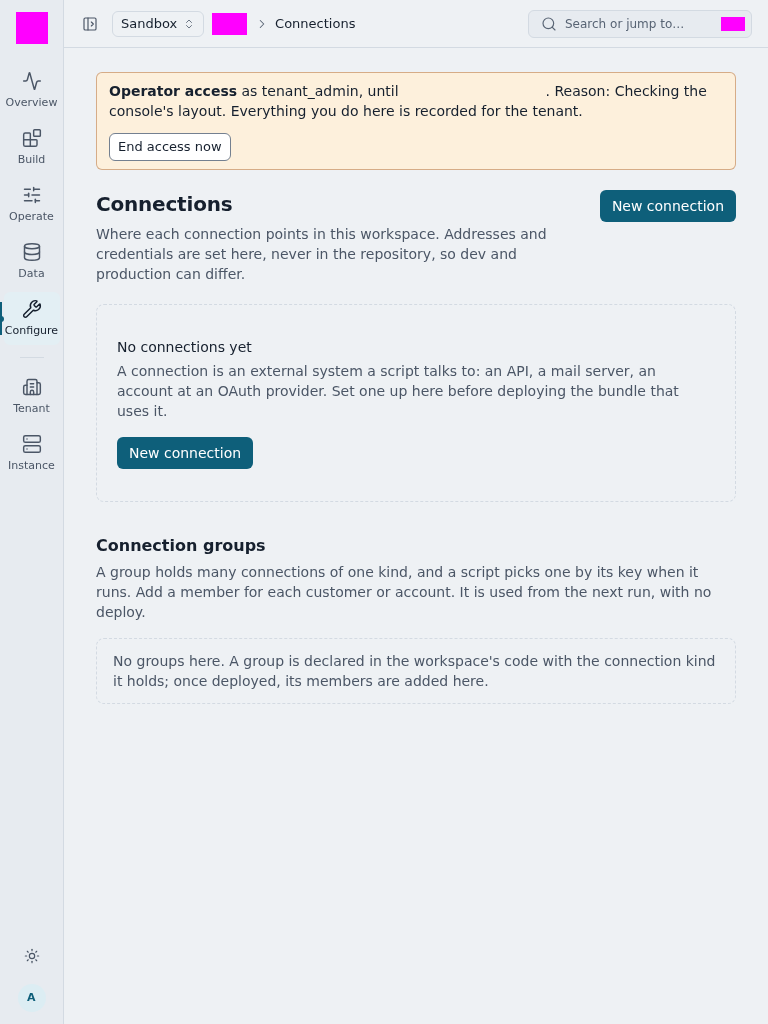 Sandbox
Connections
Search or jump to...
Overview
Build
Operate
Data
Configure
Tenant
Instance
A
Operator access as tenant_admin, until . Reason: Checking the
console's layout. Everything you do here is recorded for the tenant.
End access now
Connections
New connection
Where each connection points in this workspace. Addresses and
credentials are set here, never in the repository, so dev and
production can differ.
No connections yet
A connection is an external system a script talks to: an API, a mail server, an
account at an OAuth provider. Set one up here before deploying the bundle that
uses it.
New connection
Connection groups
A group holds many connections of one kind, and a script picks one by its key when it
runs. Add a member for each customer or account. It is used from the next run, with no
deploy.
No groups here. A group is declared in the workspace's code with the connection kind
it holds; once deployed, its members are added here.